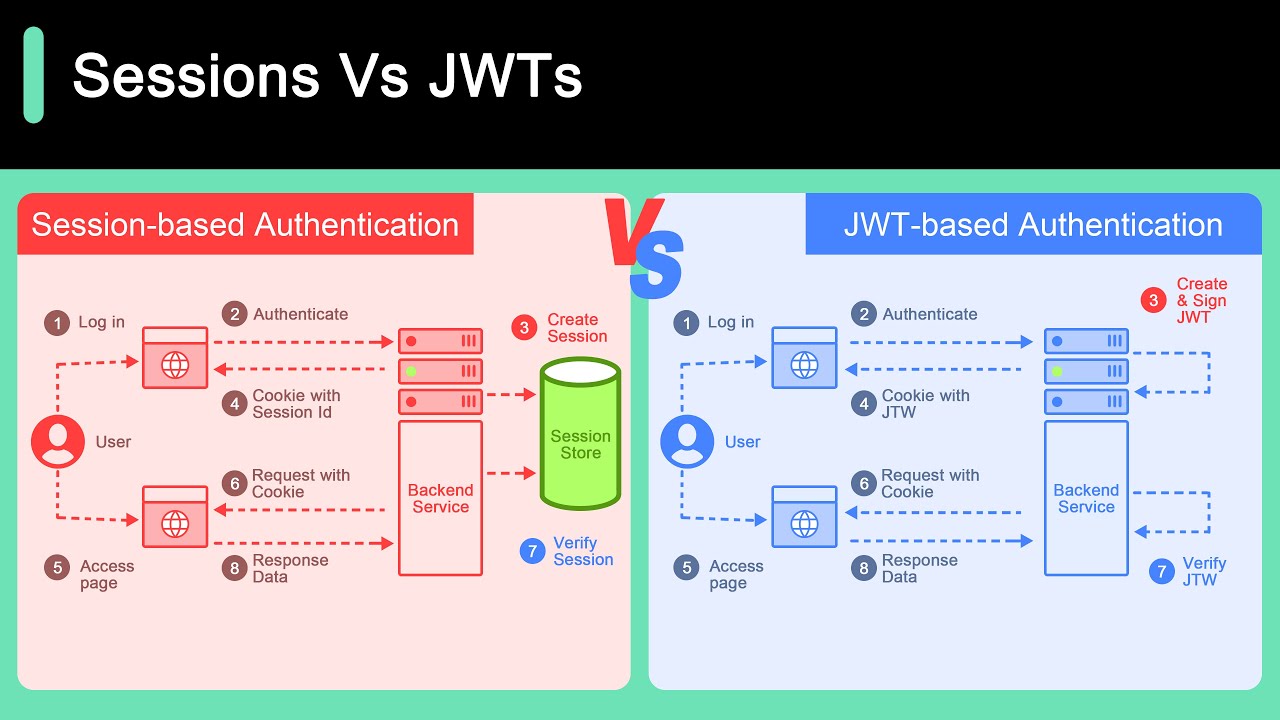 Sessions Vs JWTs
Session-based Authentication
VS
JWT-based Authentication
1 Log in
2 Authenticate
3 Create
Session
4 Cookie with
Session Id
User
Session
Store
6 Request with
Cookie
Backend
Service
7 Verify
Session
5 Access
page
8 Response
Data
1 Log in
2 Authenticate
3 Create
& Sign
JWT
4 Cookie with
JTW
User
6 Request with
Cookie
Backend
Service
5 Access
page
8 Response
Data
7 Verify
JTW